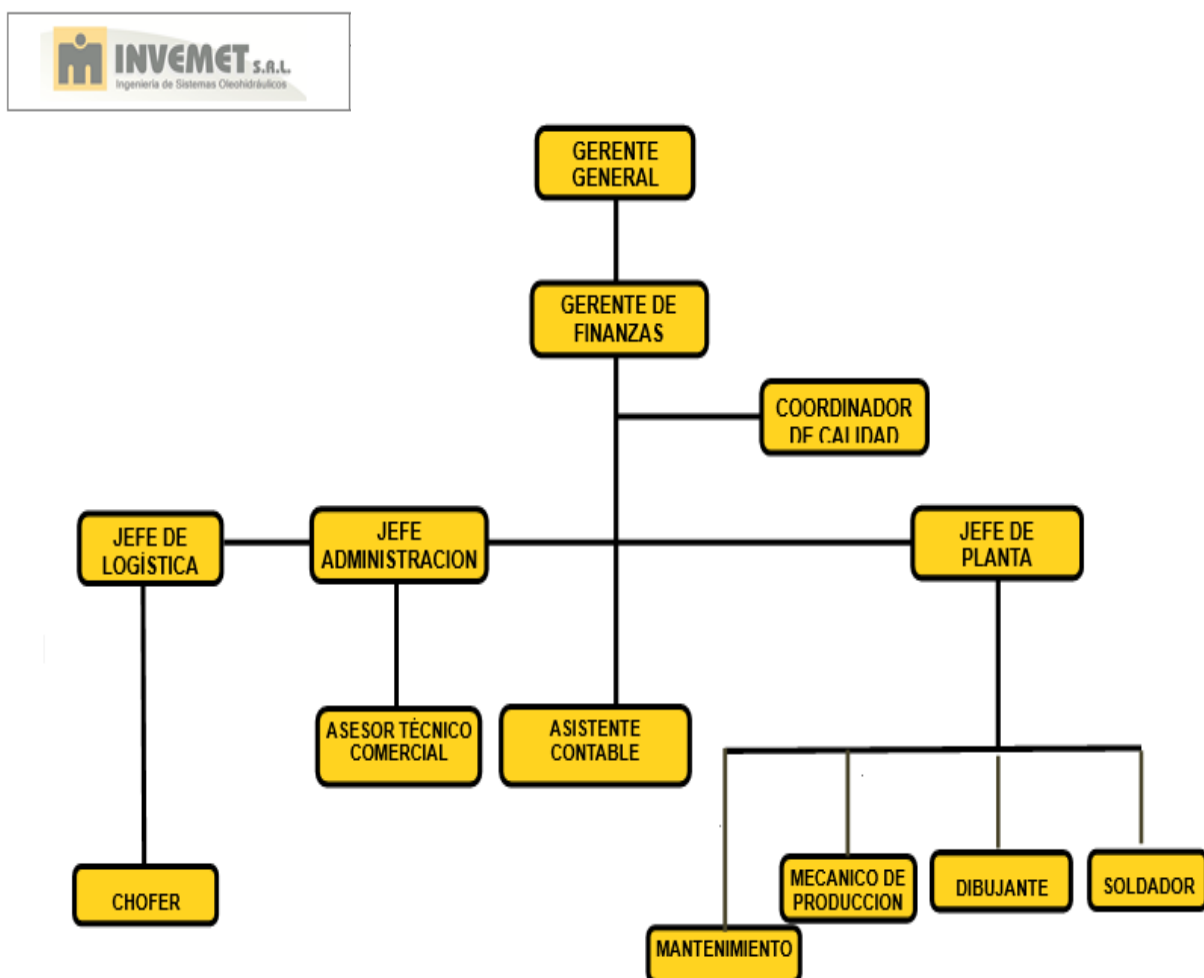 INVEMET S.R.L.
Ingeniería de Sistemas Oleohidráulicos
GERENTE
GENERAL
GERENTE DE
FINANZAS
COORDINADOR
DE CALIDAD
JEFE DE
LOGÍSTICA
JEFE
ADMINISTRACION
JEFE DE
PLANTA
ASESOR TÉCNICO
COMERCIAL
ASISTENTE
CONTABLE
CHOFER
MECANICO DE
PRODUCCION
DIBUJANTE
SOLDADOR
MANTENIMIENTO